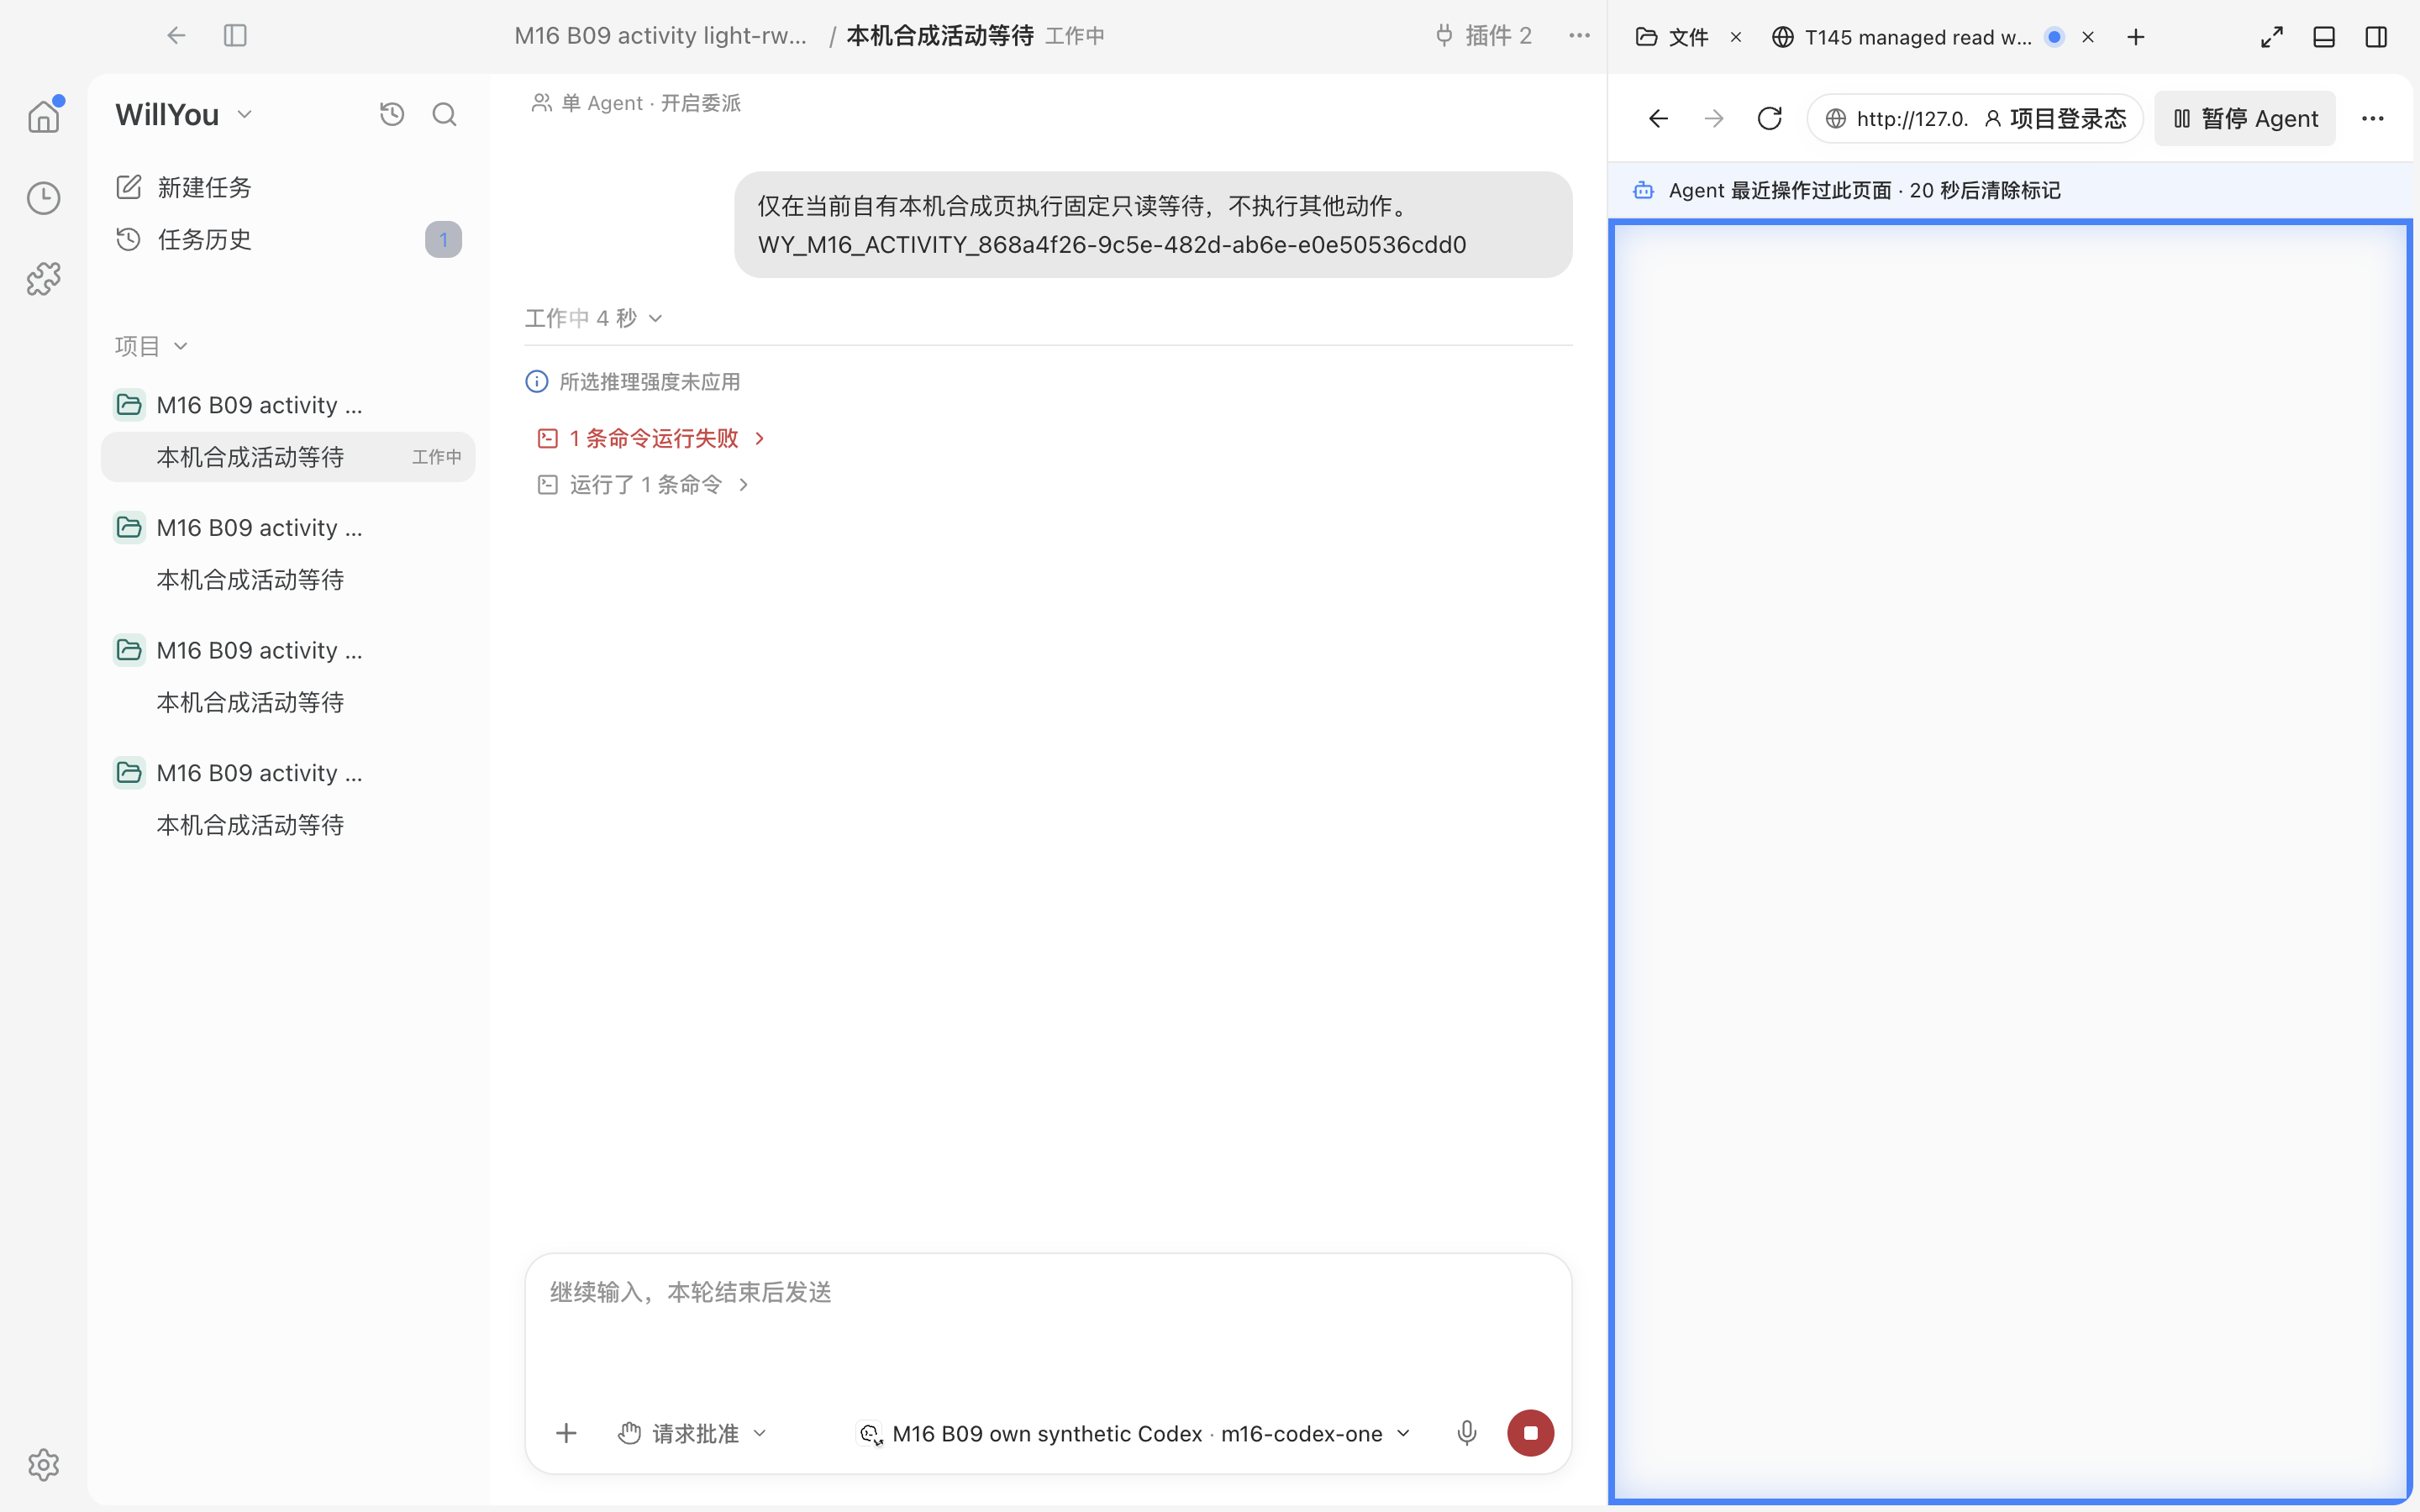 M16 B09 activity light-rw... / 本机合成活动等待 工作中
插件 2
文件
T145 managed read w...
WillYou
新建任务
任务历史
1
项目
M16 B09 activity ...
本机合成活动等待
工作中
M16 B09 activity ...
本机合成活动等待
M16 B09 activity ...
本机合成活动等待
M16 B09 activity ...
本机合成活动等待
单 Agent · 开启委派
仅在当前自有本机合成页执行固定只读等待，不执行其他动作。
WY_M16_ACTIVITY_868a4f26-9c5e-482d-ab6e-e0e50536cdd0
工作中 4 秒
所选推理强度未应用
1 条命令运行失败
运行了 1 条命令
继续输入，本轮结束后发送
请求批准
M16 B09 own synthetic Codex · m16-codex-one
http://127.0.
项目登录态
暂停 Agent
Agent 最近操作过此页面 · 20 秒后清除标记